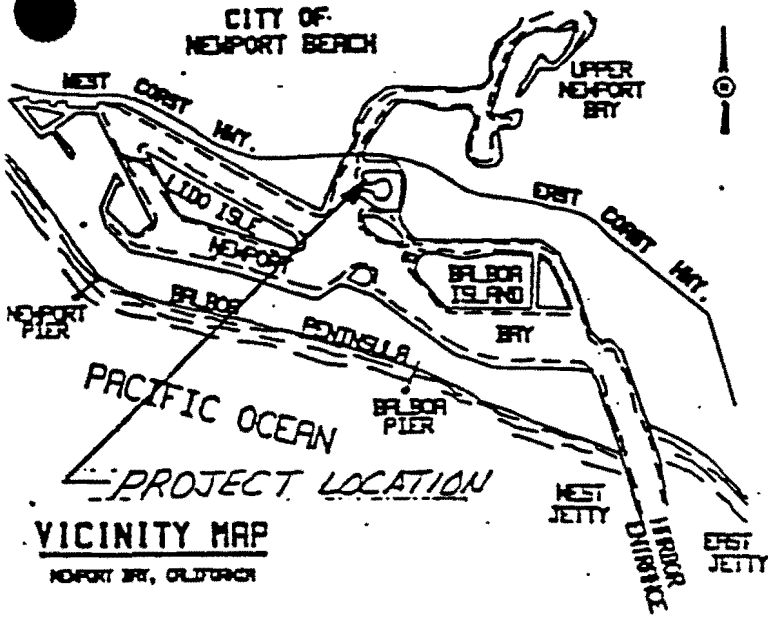 CITY OF
NEWPORT BEACH
WEST COAST HWY.
UPPER
NEWPORT
BAY
LIDO ISLE
EAST COAST HWY.
NEWPORT
BALBOA
ISLAND
BAY
NEWPORT
PIER
BALBOA
PENINSULA
PACIFIC OCEAN
BALBOA
PIER
PROJECT LOCATION
WEST
JETTY
HARBOR
ENTRANCE
EAST
JETTY
VICINITY MAP
NEWPORT BAY, CALIFORNIA